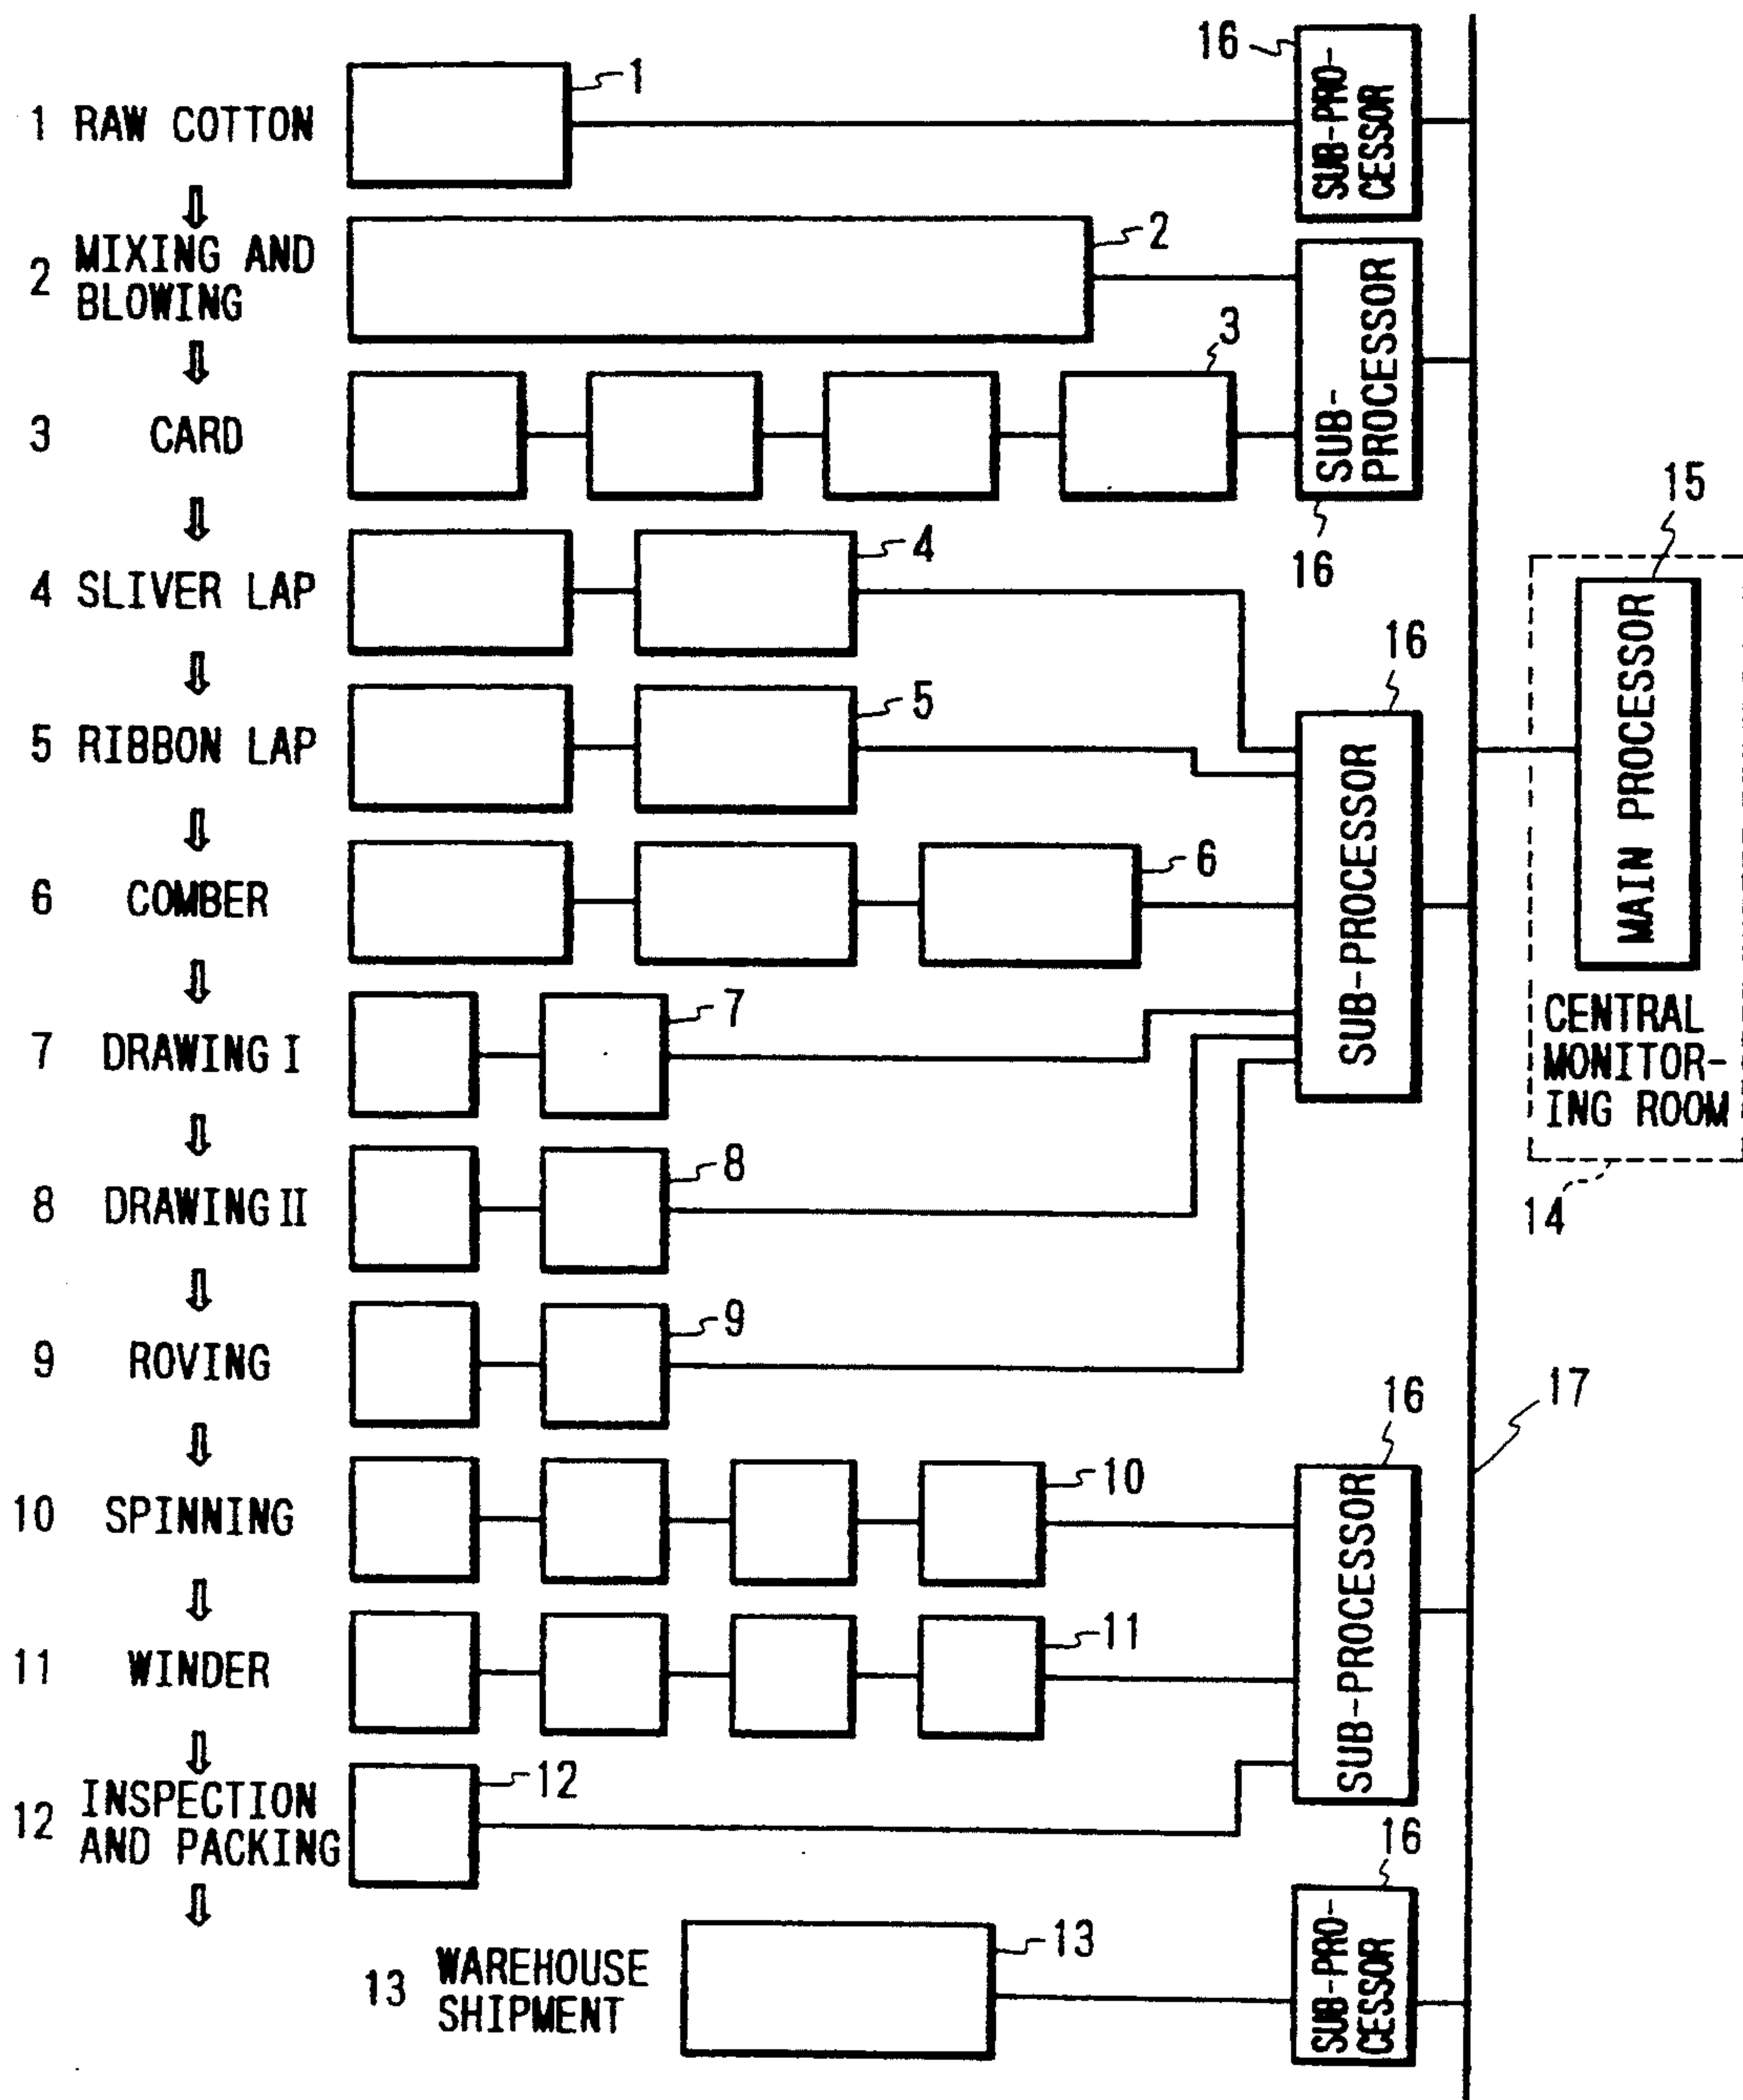 16
SUB-PRO-
CESSOR
1 RAW COTTON
1
2 MIXING AND
BLOWING
2
SUB-
PROCESSOR
16
3 CARD
3
4 SLIVER LAP
4
15
MAIN PROCESSOR
CENTRAL
MONITOR-
ING ROOM
14
5 RIBBON LAP
5
16
SUB-PROCESSOR
6 COMBER
6
7 DRAWING I
7
8 DRAWING II
8
9 ROVING
9
17
10 SPINNING
10
16
SUB-PROCESSOR
11 WINDER
11
12 INSPECTION
AND PACKING
12
16
SUB-PRO-
CESSOR
13 WAREHOUSE
SHIPMENT
13